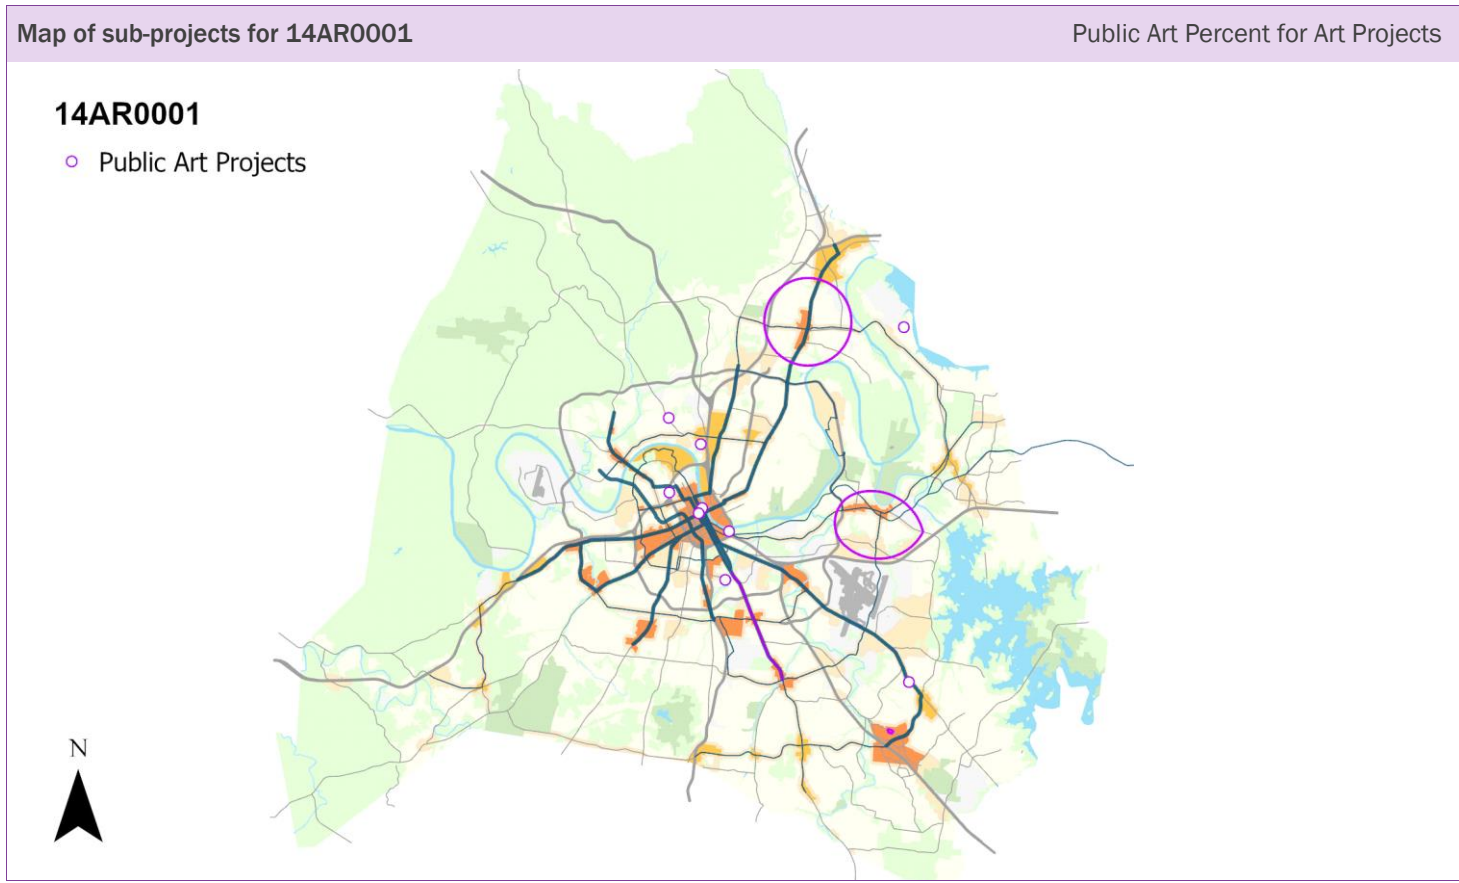 Map of sub-projects for 14AR0001
Public Art Percent for Art Projects
14AR0001
Public Art Projects
N